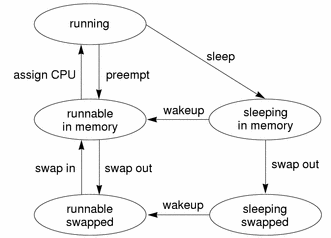 running
sleep
assign CPU
preempt
runnable
in memory
wakeup
sleeping
in memory
swap in
swap out
swap out
runnable
swapped
wakeup
sleeping
swapped